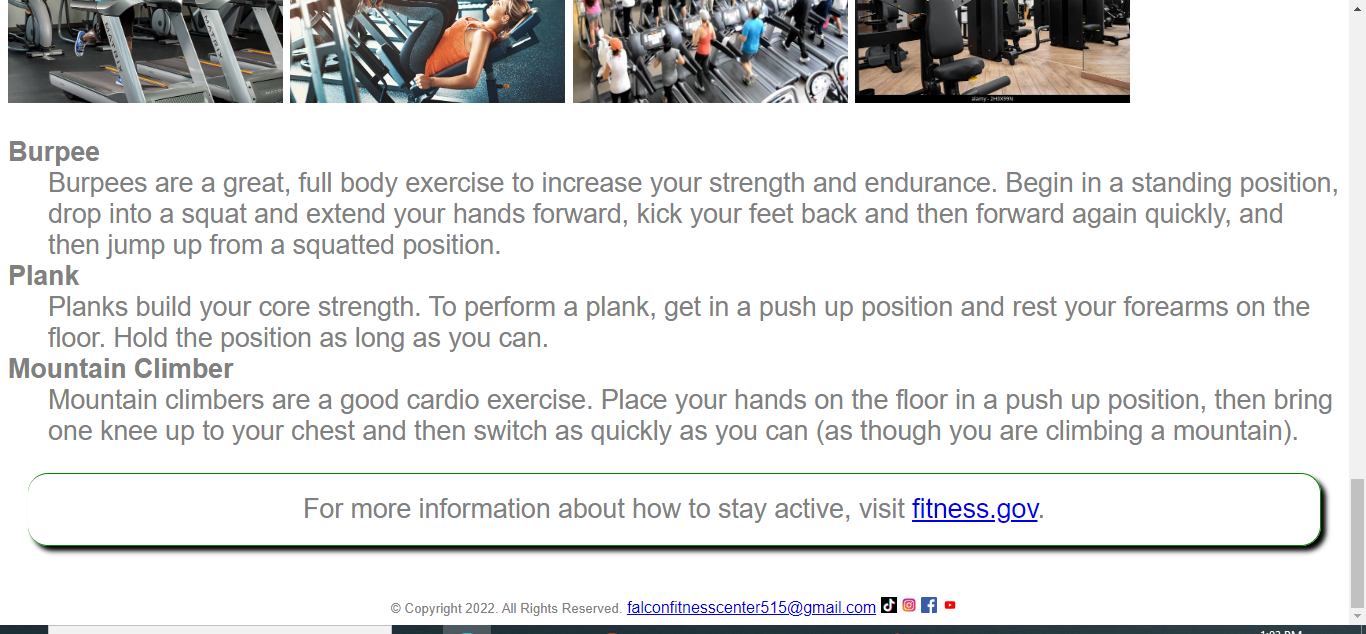 alamy - 2H0X99N
Burpee
Burpees are a great, full body exercise to increase your strength and endurance. Begin in a standing position,
drop into a squat and extend your hands forward, kick your feet back and then forward again quickly, and
then jump up from a squatted position.
Plank
Planks build your core strength. To perform a plank, get in a push up position and rest your forearms on the
floor. Hold the position as long as you can.
Mountain Climber
Mountain climbers are a good cardio exercise. Place your hands on the floor in a push up position, then bring
one knee up to your chest and then switch as quickly as you can (as though you are climbing a mountain).
For more information about how to stay active, visit fitness.gov.
© Copyright 2022. All Rights Reserved. falconfitnesscenter515@gmail.com